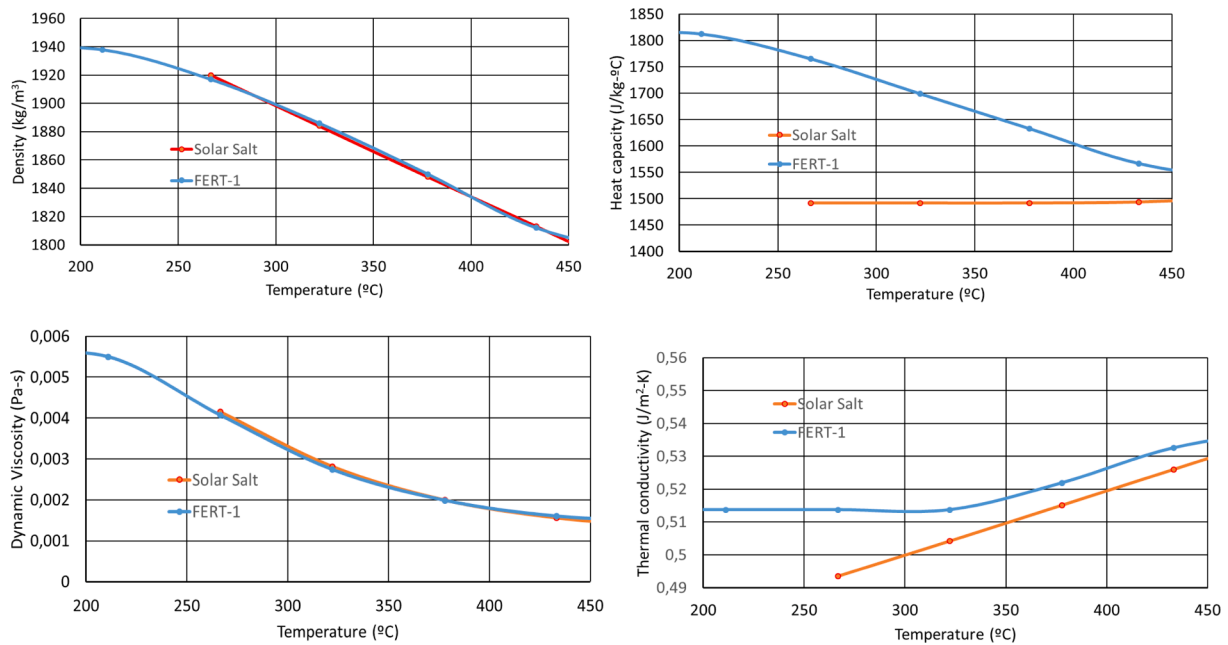 1960
1940
1920
1900
1880
1860
1840
1820
1800
Density (kg/m³)
Solar Salt
FERT-1
200 250 300 350 400 450
Temperature (ºC)
1850
1800
1750
1700
1650
1600
1550
1500
1450
1400
Heat capacity (J/kg-ºC)
Solar Salt
FERT-1
200 250 300 350 400 450
Temperature (ºC)
0,006
0,005
0,004
0,003
0,002
0,001
0
Dynamic Viscosity (Pa-s)
Solar Salt
FERT-1
200 250 300 350 400 450
Temperature (ºC)
0,56
0,55
0,54
0,53
0,52
0,51
0,5
0,49
Thermal conductivity (J/m²-K)
Solar Salt
FERT-1
200 250 300 350 400 450
Temperature (ºC)